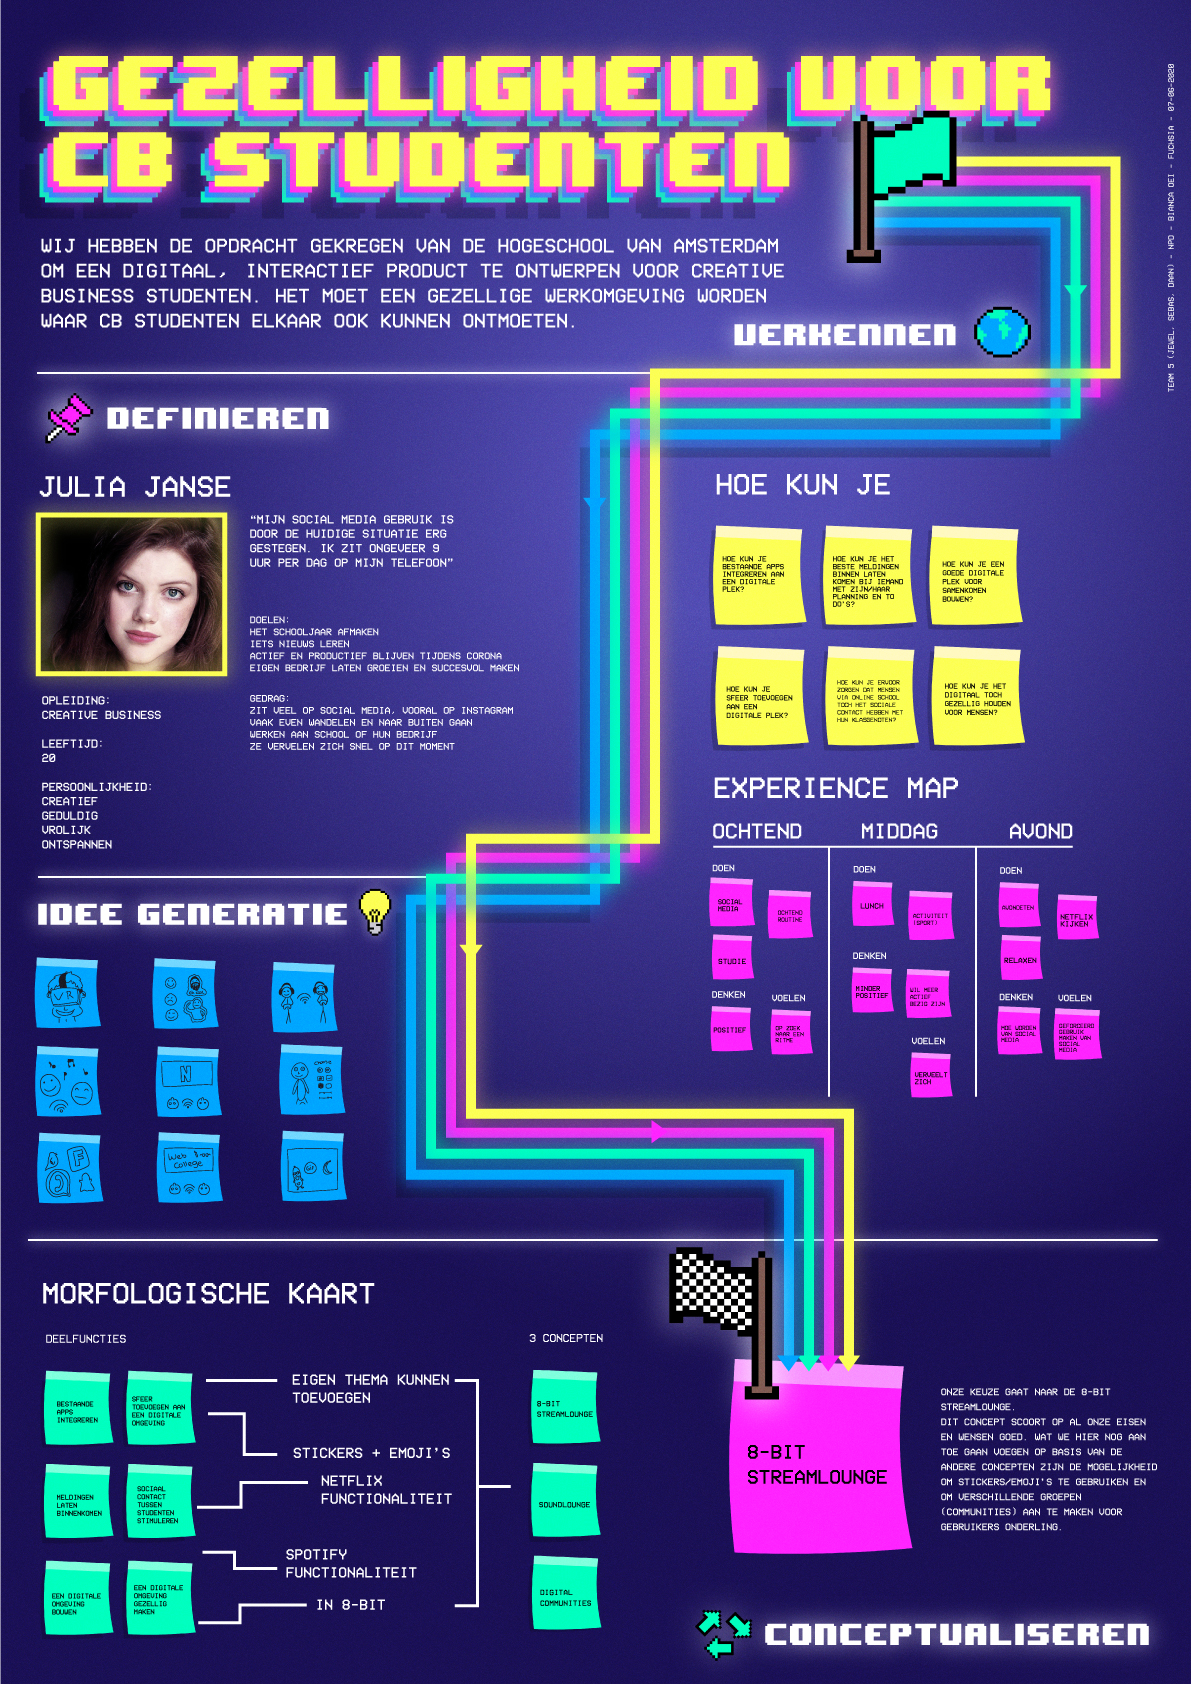 GEZELLIGHEID VOOR
CB STUDENTEN
WIJ HEBBEN DE OPDRACHT GEKREGEN VAN DE HOGESCHOOL VAN AMSTERDAM
OM EEN DIGITAAL, INTERACTIEF PRODUCT TE ONTWERPEN VOOR CREATIVE
BUSINESS STUDENTEN. HET MOET EEN GEZELLIGE WERKOMGEVING WORDEN
WAAR CB STUDENTEN ELKAAR OOK KUNNEN ONTMOETEN.
TEAM 5 (JEWEL, SEBAS, DAAN) - NPD - BIANCA OEI - FUCHSIA - 07-06-2020
VERKENNEN
DEFINIEREN
JULIA JANSE
"MIJN SOCIAL MEDIA GEBRUIK IS
DOOR DE HUIDIGE SITUATIE ERG
GESTEGEN. IK ZIT ONGEVEER 9
UUR PER DAG OP MIJN TELEFOON"
DOELEN:
HET SCHOOLJAAR AFMAKEN
IETS NIEUWS LEREN
ACTIEF EN PRODUCTIEF BLIJVEN TIJDENS CORONA
EIGEN BEDRIJF LATEN GROEIEN EN SUCCESVOL MAKEN
GEDRAG:
ZIT VEEL OP SOCIAL MEDIA, VOORAL OP INSTAGRAM
VAAK EVEN WANDELEN EN NAAR BUITEN GAAN
WERKEN AAN SCHOOL OF HUN BEDRIJF
ZE VERVELEN ZICH SNEL OP DIT MOMENT
OPLEIDING:
CREATIVE BUSINESS
LEEFTIJD:
20
PERSOONLIJKHEID:
CREATIEF
GEDULDIG
VROLIJK
ONTSPANNEN
HOE KUN JE
HOE KUN JE
BESTAANDE APPS
INTEGREREN AAN
EEN DIGITALE
PLEK?
HOE KUN JE HET
BESTE MELDINGEN
BINNEN LATEN
KOMEN BIJ IEMAND
MET ZIJN/HAAR
PLANNING EN TO
DO'S?
HOE KUN JE EEN
GOEDE DIGITALE
PLEK VOOR
SAMENKOMEN
BOUWEN?
HOE KUN JE
SFEER TOEVOEGEN
AAN EEN
DIGITALE PLEK?
HOE KUN JE ERVOOR
ZORGEN DAT MENSEN
VIA ONLINE SCHOOL
TOCH HET SOCIALE
CONTACT HEBBEN MET
HUN KLASGENOTEN?
HOE KUN JE HET
DIGITAAL TOCH
GEZELLIG HOUDEN
VOOR MENSEN?
EXPERIENCE MAP
OCHTEND
DOEN
SOCIAL
MEDIA
OCHTEND
ROUTINE
STUDIE
DENKEN
POSITIEF
VOELEN
OP ZOEK
NAAR EEN
RITME
MIDDAG
DOEN
LUNCH
ACTIVITEIT
(SPORT)
DENKEN
MINDER
POSITIEF
WIL MEER
ACTIEF
BEZIG ZIJN
VOELEN
VERVEELT
ZICH
AVOND
DOEN
AVONDETEN
NETFLIX
KIJKEN
RELAXEN
DENKEN
MOE WORDEN
VAN SOCIAL
MEDIA
VOELEN
GEFORCEERD
GEBRUIK
MAKEN VAN
SOCIAL
MEDIA
IDEE GENERATIE
VR
N
F
Web
College
MORFOLOGISCHE KAART
DEELFUNCTIES
BESTAANDE
APPS
INTEGREREN
SFEER
TOEVOEGEN AAN
EEN DIGITALE
OMGEVING
MELDINGEN
LATEN
BINNENKOMEN
SOCIAAL
CONTACT
TUSSEN
STUDENTEN
STIMULEREN
EEN DIGITALE
OMGEVING
BOUWEN
EEN DIGITALE
OMGEVING
GEZELLIG
MAKEN
EIGEN THEMA KUNNEN
TOEVOEGEN
STICKERS + EMOJI'S
NETFLIX
FUNCTIONALITEIT
SPOTIFY
FUNCTIONALITEIT
IN 8-BIT
3 CONCEPTEN
8-BIT
STREAMLOUNGE
SOUNDLOUNGE
DIGITAL
COMMUNITIES
8-BIT
STREAMLOUNGE
ONZE KEUZE GAAT NAAR DE 8-BIT
STREAMLOUNGE.
DIT CONCEPT SCOORT OP AL ONZE EISEN
EN WENSEN GOED. WAT WE HIER NOG AAN
TOE GAAN VOEGEN OP BASIS VAN DE
ANDERE CONCEPTEN ZIJN DE MOGELIJKHEID
OM STICKERS/EMOJI'S TE GEBRUIKEN EN
OM VERSCHILLENDE GROEPEN
(COMMUNITIES) AAN TE MAKEN VOOR
GEBRUIKERS ONDERLING.
CONCEPTUALISEREN